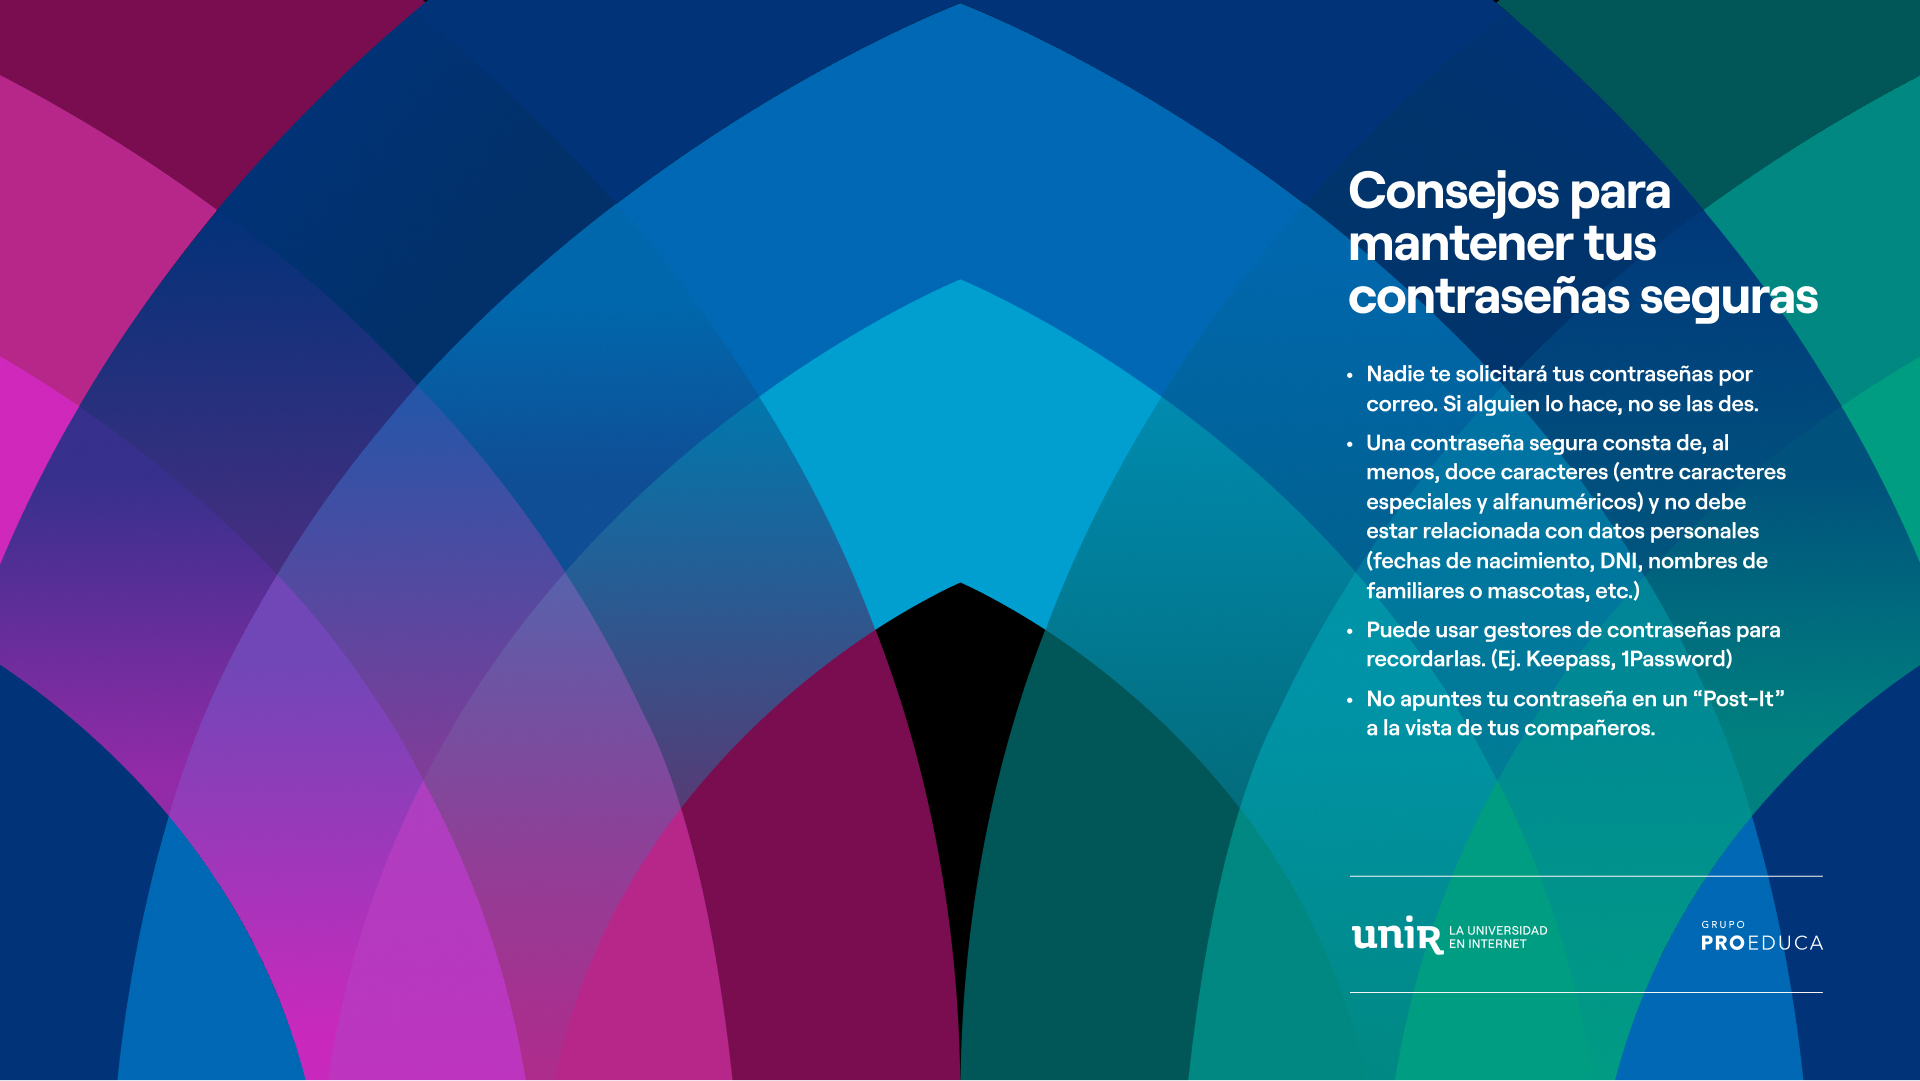 Consejos para
mantener tus
contraseñas seguras
• Nadie te solicitará tus contraseñas por
correo. Si alguien lo hace, no se las des.
• Una contraseña segura consta de, al
menos, doce caracteres (entre caracteres
especiales y alfanuméricos) y no debe
estar relacionada con datos personales
(fechas de nacimiento, DNI, nombres de
familiares o mascotas, etc.)
• Puede usar gestores de contraseñas para
recordarlas. (Ej. Keepass, 1Password)
• No apuntes tu contraseña en un “Post-It”
a la vista de tus compañeros.
unir LA UNIVERSIDAD
EN INTERNET
GRUPO
PROEDUCA